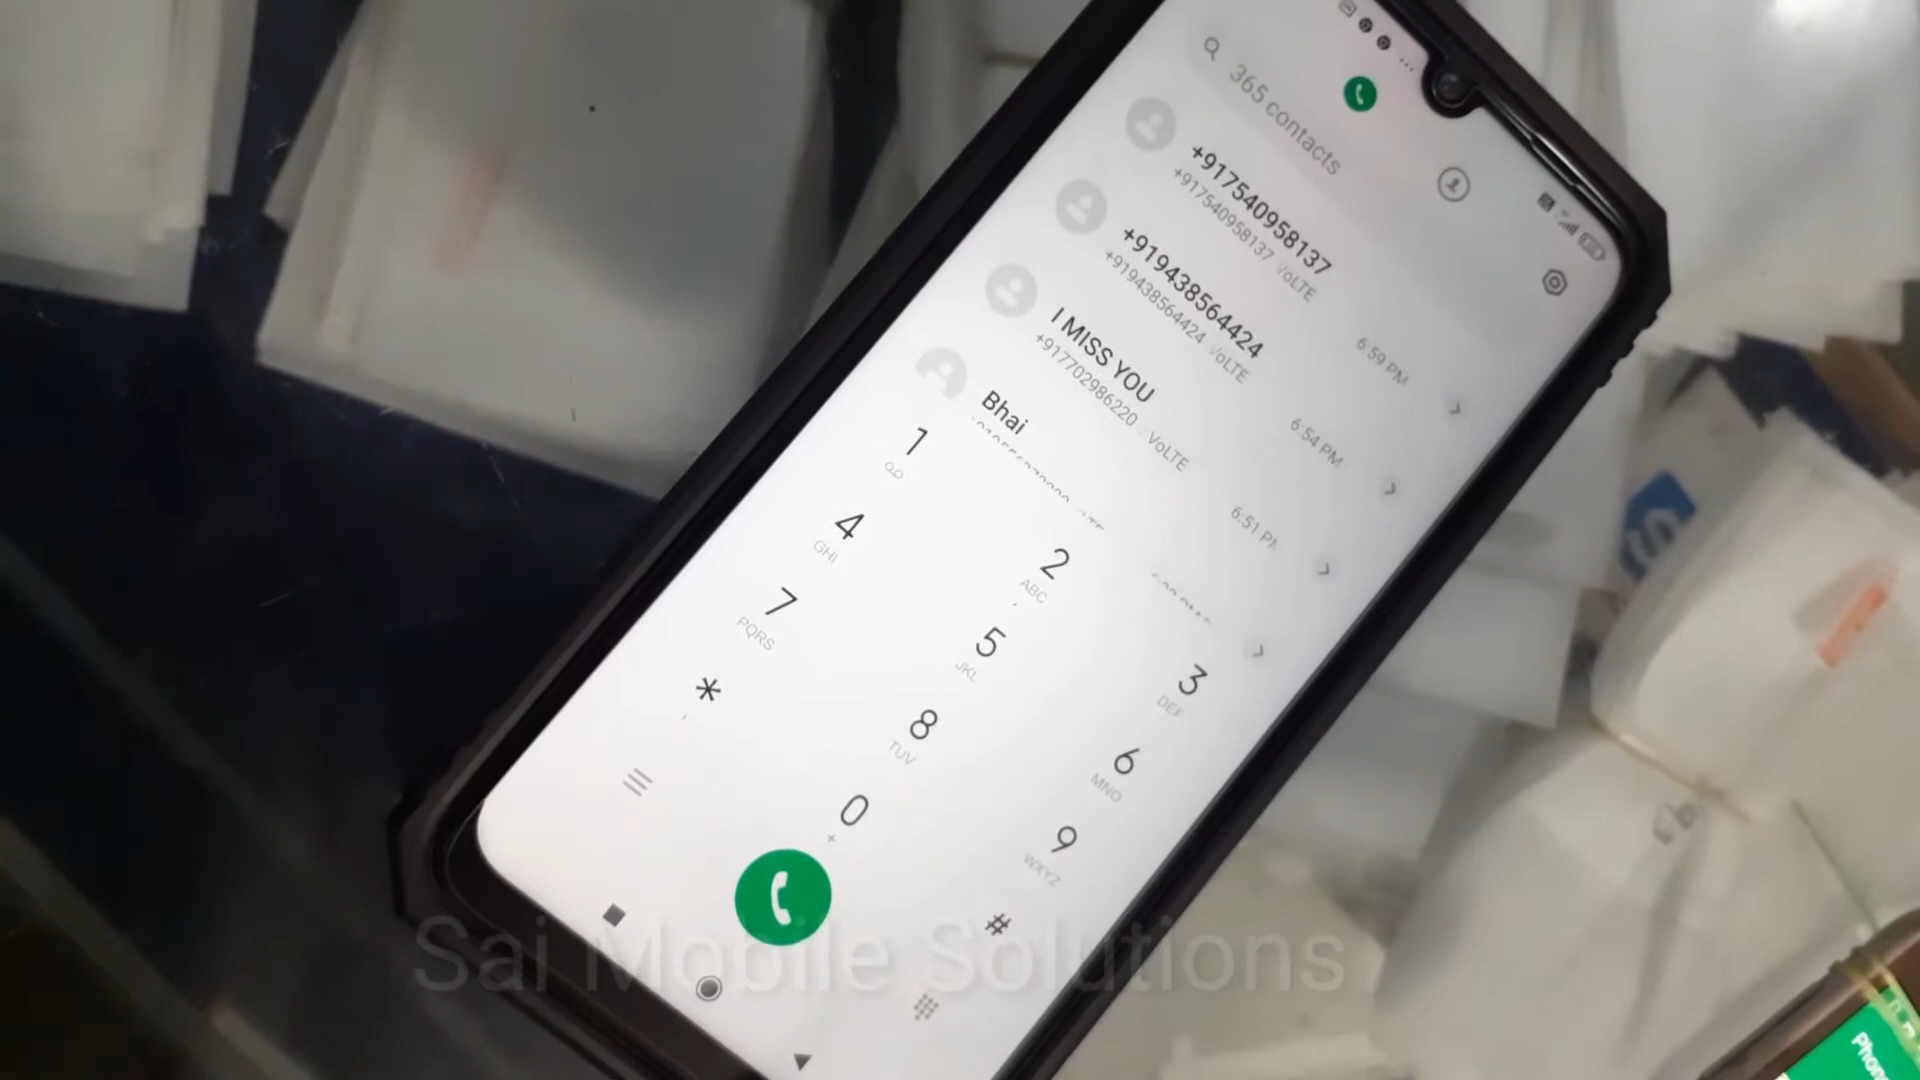 365 contacts
+917540958137
+917540958137 VoLTE
6:59 PM
+919438564424
+919438564424 VoLTE
6:54 PM
I MISS YOU
+917702986220 VoLTE
6:51 PM
Bhai
1
2
ABC
3
DEF
4
GHI
5
JKL
6
MNO
7
PQRS
8
TUV
9
WXYZ
*
,
0
+
#
Sai Mobile Solutions